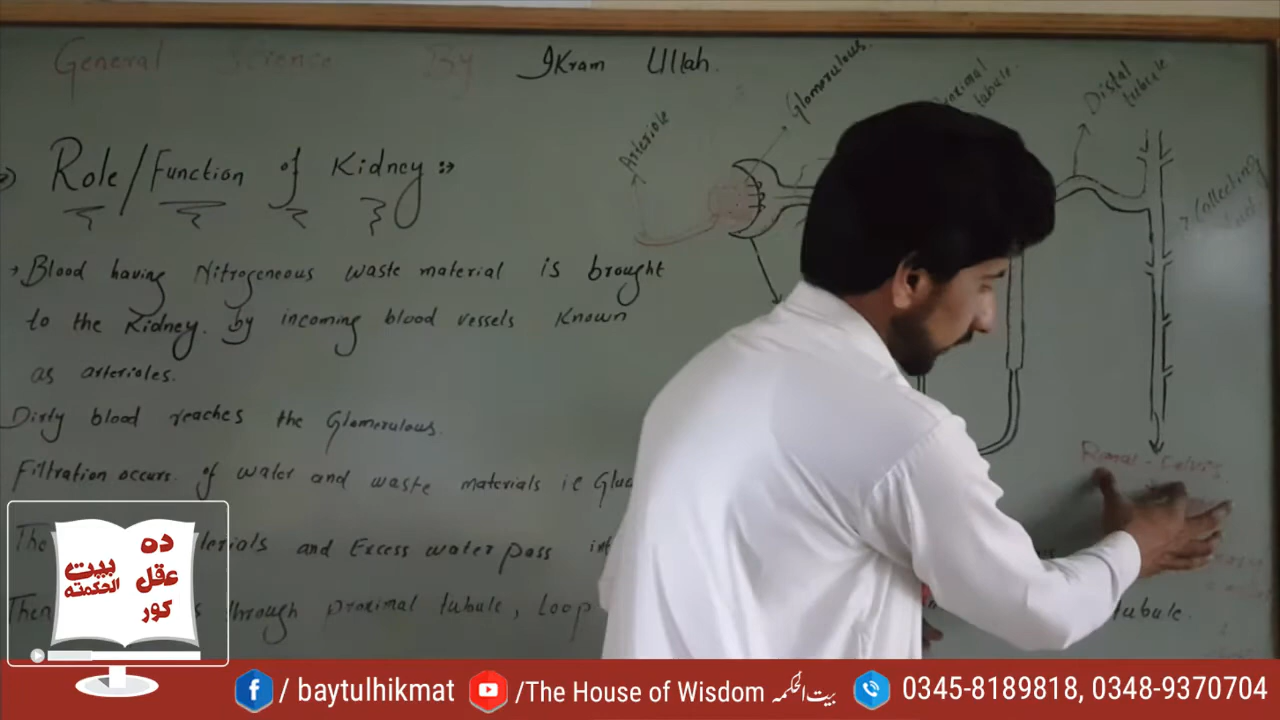 General Science By Ikram Ullah.
Role/Function of Kidney :→
→ Blood having Nitrogeneous waste material is brought
to the Kidney. by incoming blood vessels Known
as arterioles.
Dirty blood reaches the Glomerulous.
Filtration occurs. of water and waste materials i e
and Excess water pass
Then through proximal tubule, Loop
tubule.
Arteriole
Glomerulous.
tubule.
Distal
tubule
Collecting
ده
عقل
کور
بیت
الحکمته
/ baytulhikmat
/The House of Wisdom بیت الحکمہ
0345-8189818, 0348-9370704